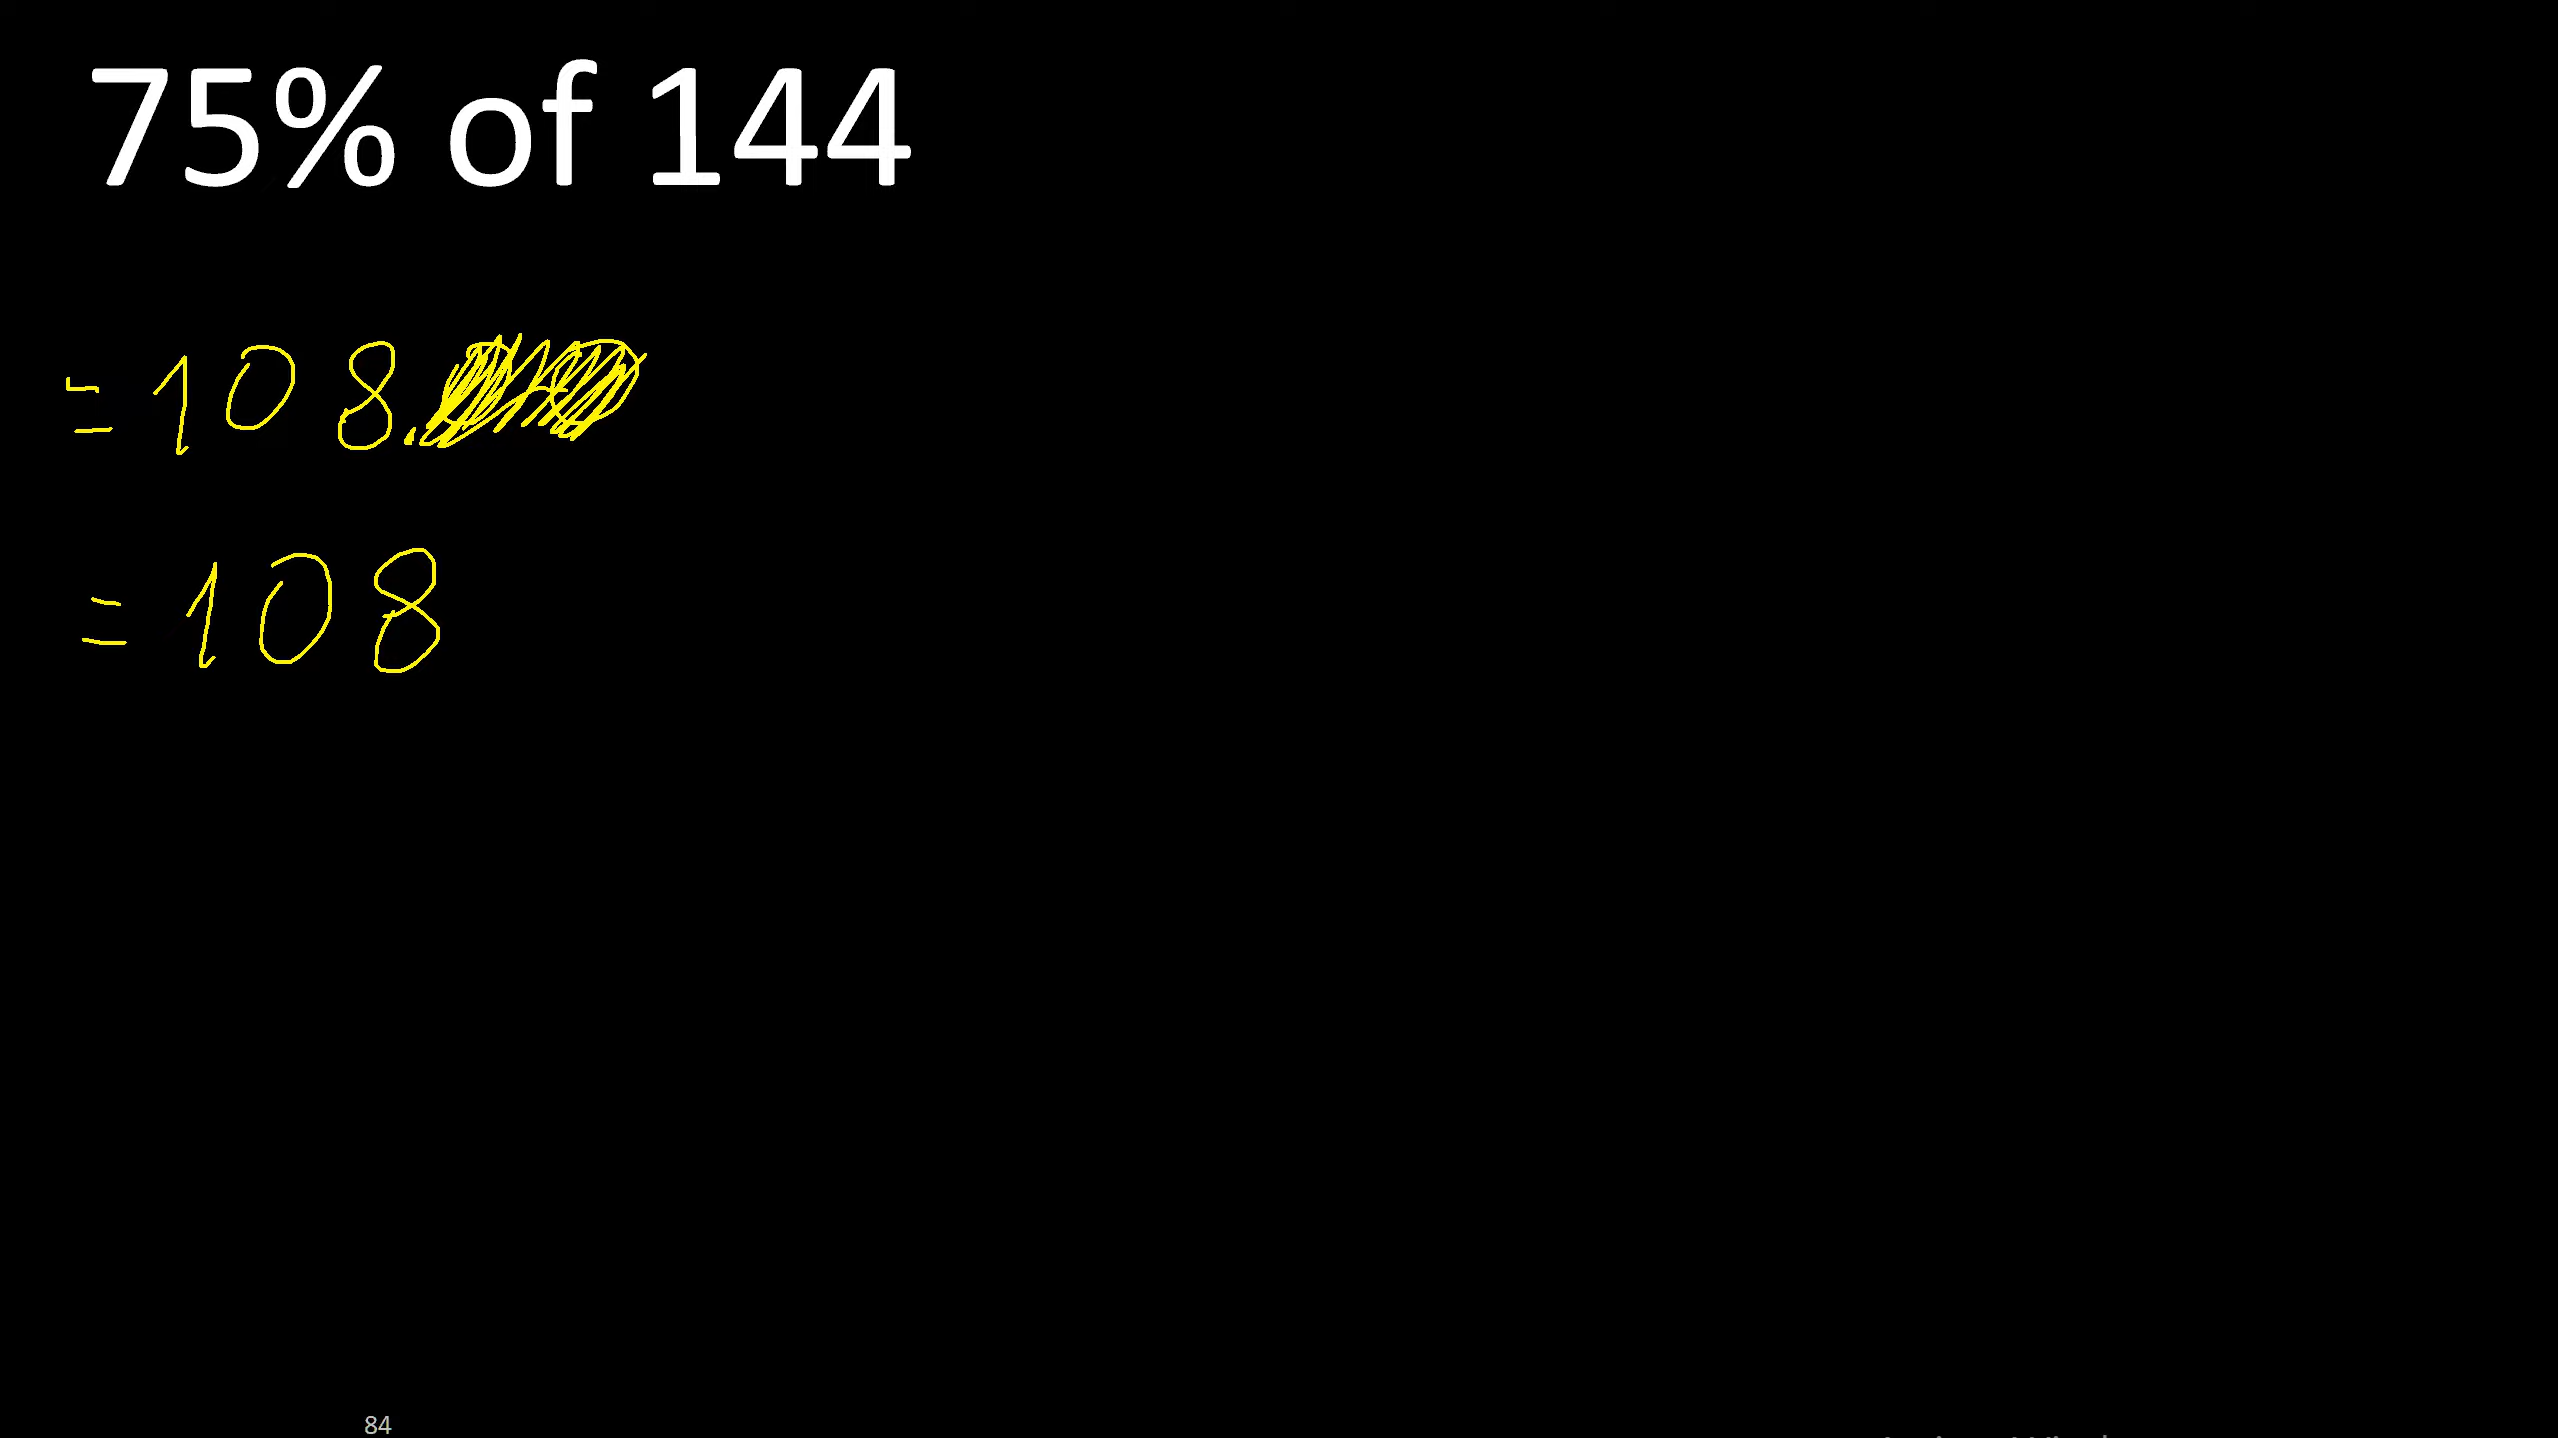 75% of 144
= 108.
= 108
84